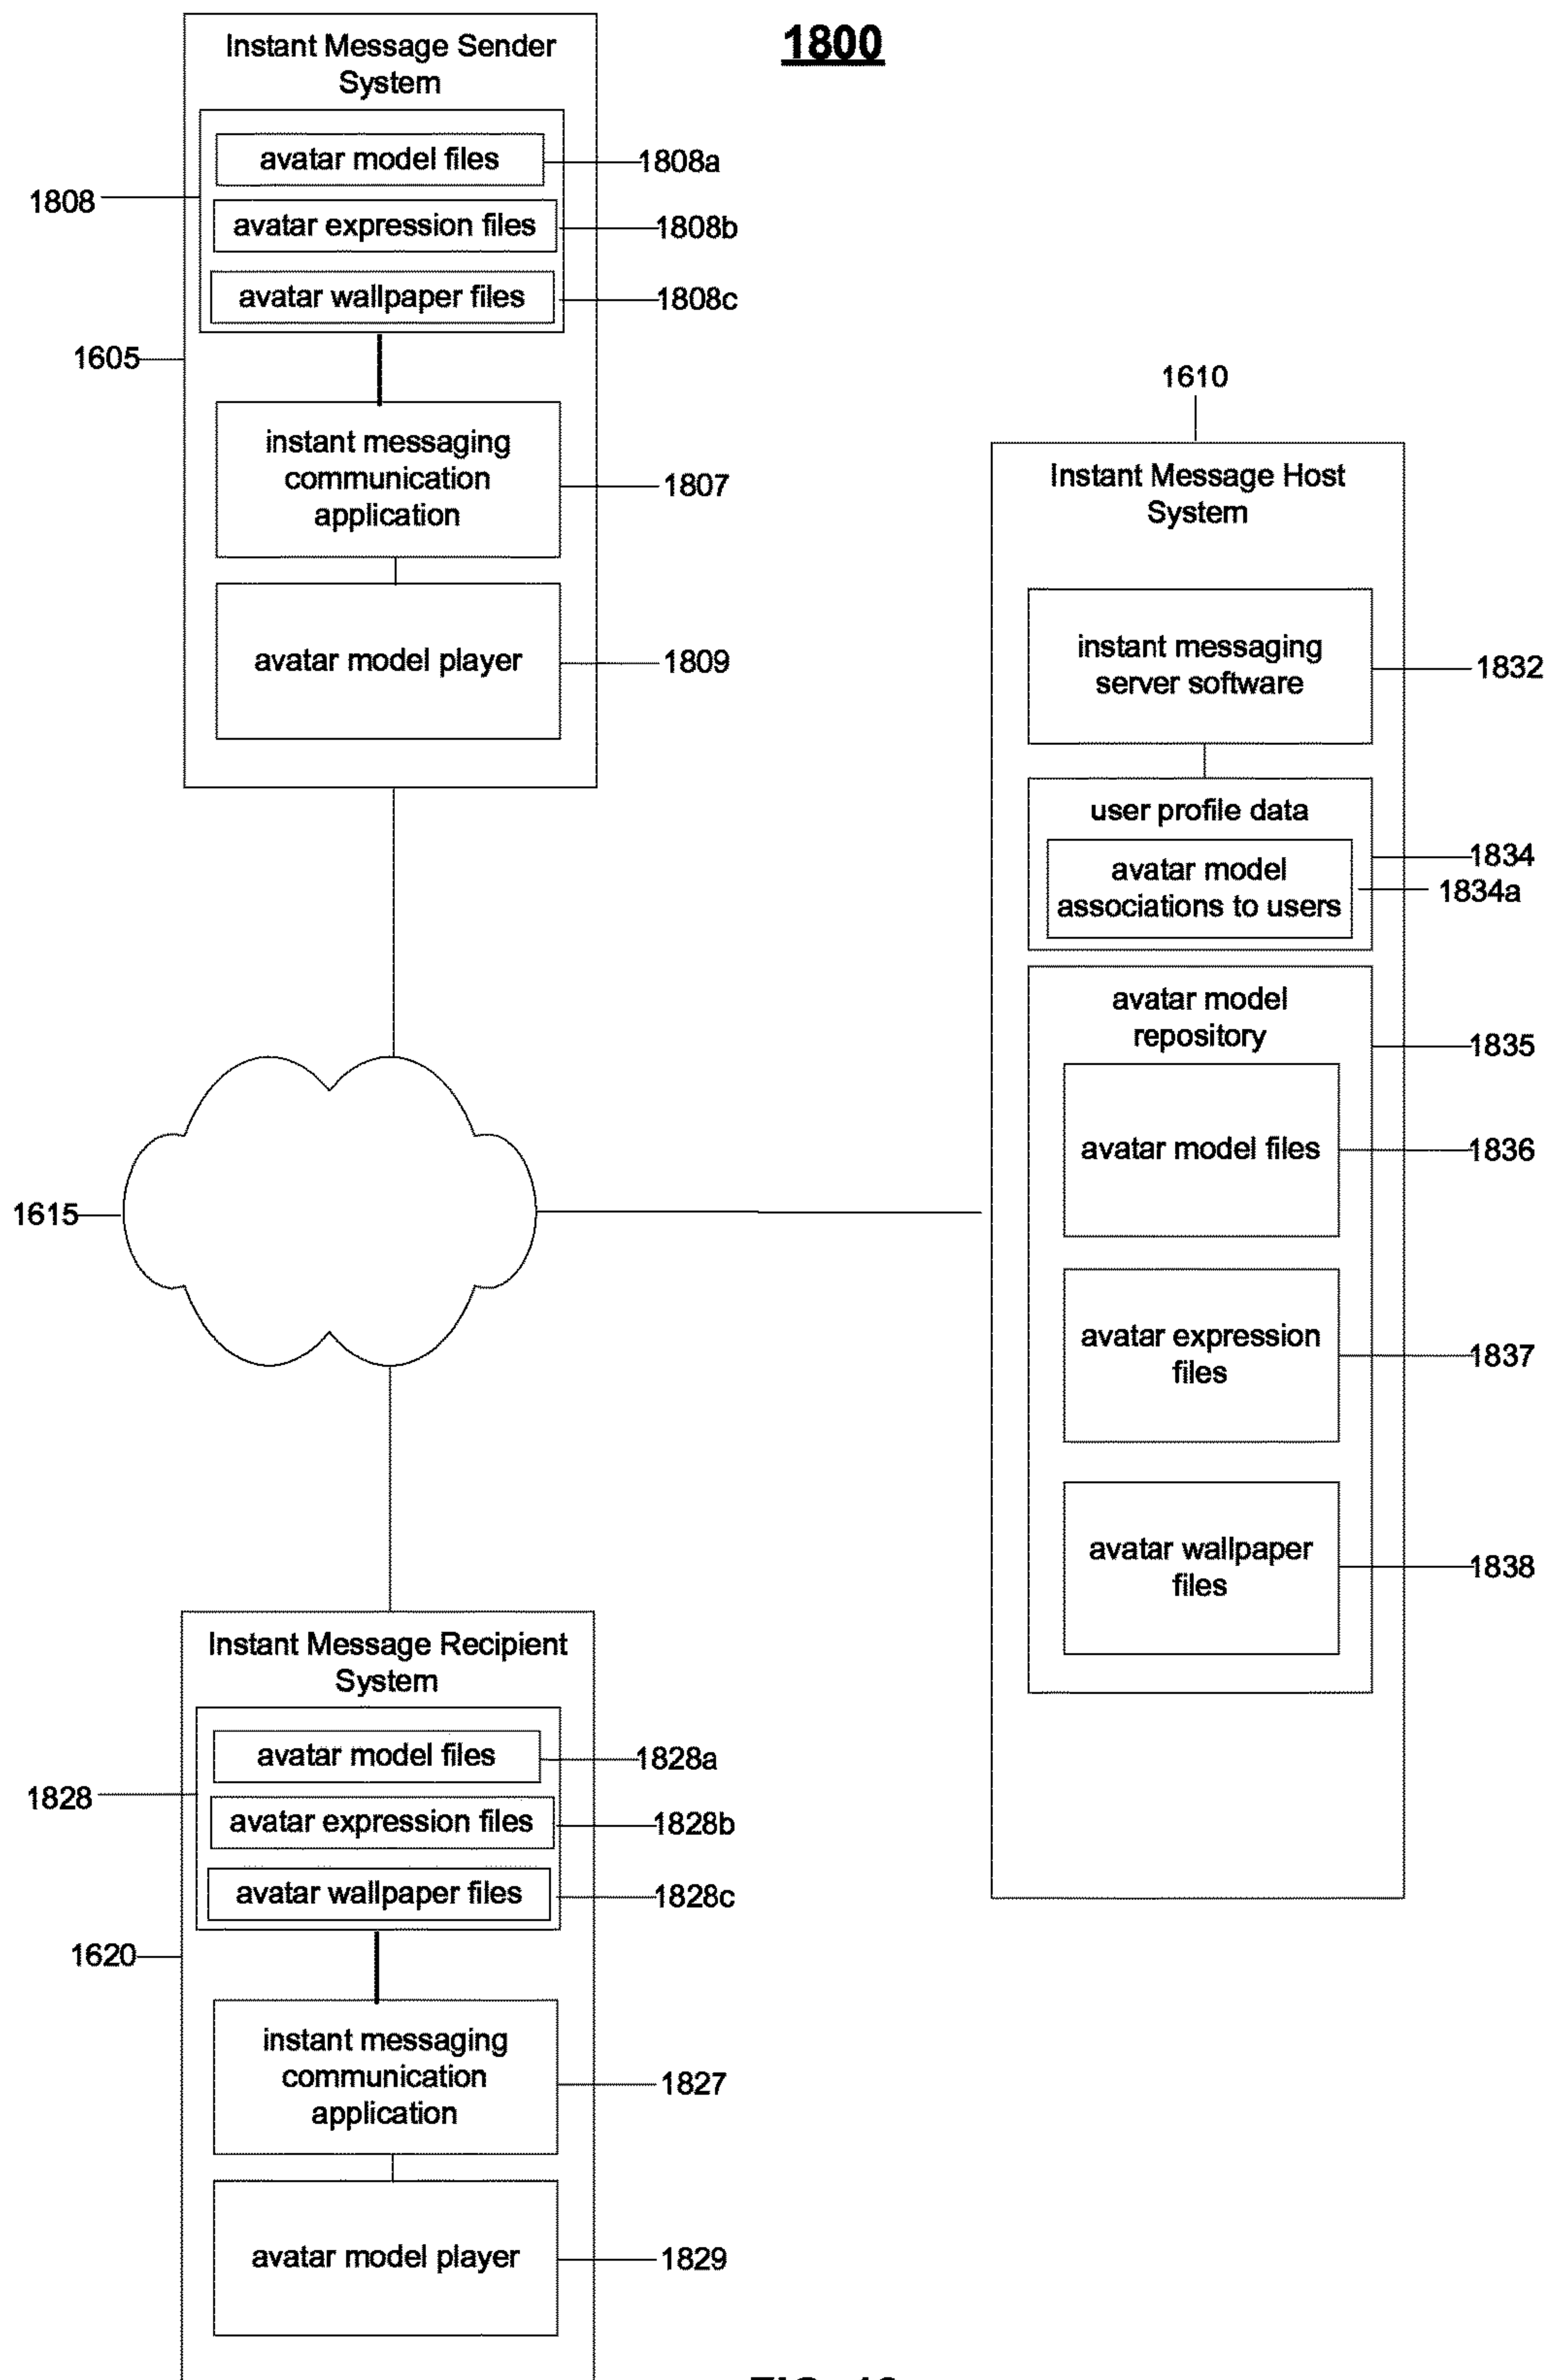 1800
Instant Message Sender
System
avatar model files
1808a
1808
avatar expression files
1808b
avatar wallpaper files
1808c
1605
instant messaging
communication
application
1807
avatar model player
1809
1610
Instant Message Host
System
instant messaging
server software
1832
user profile data
1834
avatar model
associations to users
1834a
avatar model
repository
1835
avatar model files
1836
avatar expression
files
1837
avatar wallpaper
files
1838
1615
Instant Message Recipient
System
avatar model files
1828a
1828
avatar expression files
1828b
avatar wallpaper files
1828c
1620
instant messaging
communication
application
1827
avatar model player
1829